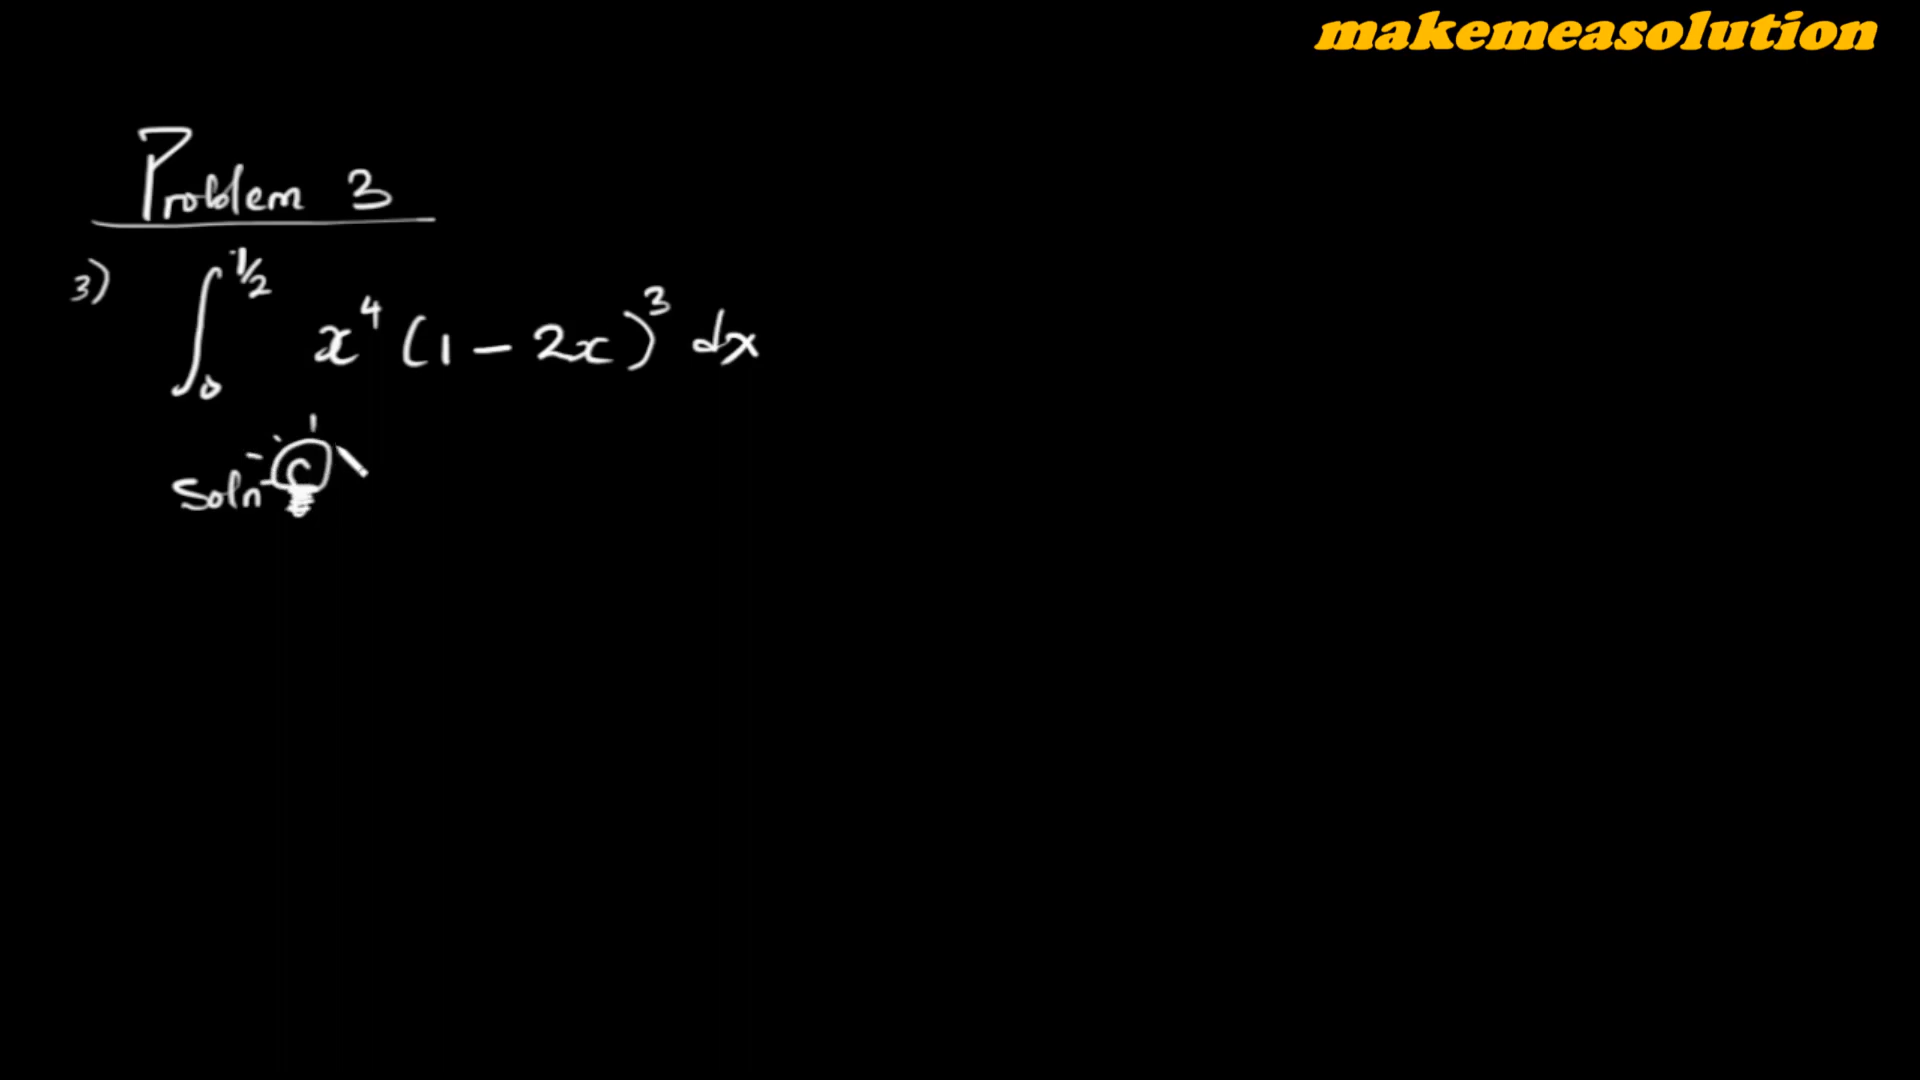 makemeasolution
Problem 3
3) ∫₀^½ x⁴ (1 - 2x)³ dx
Soln